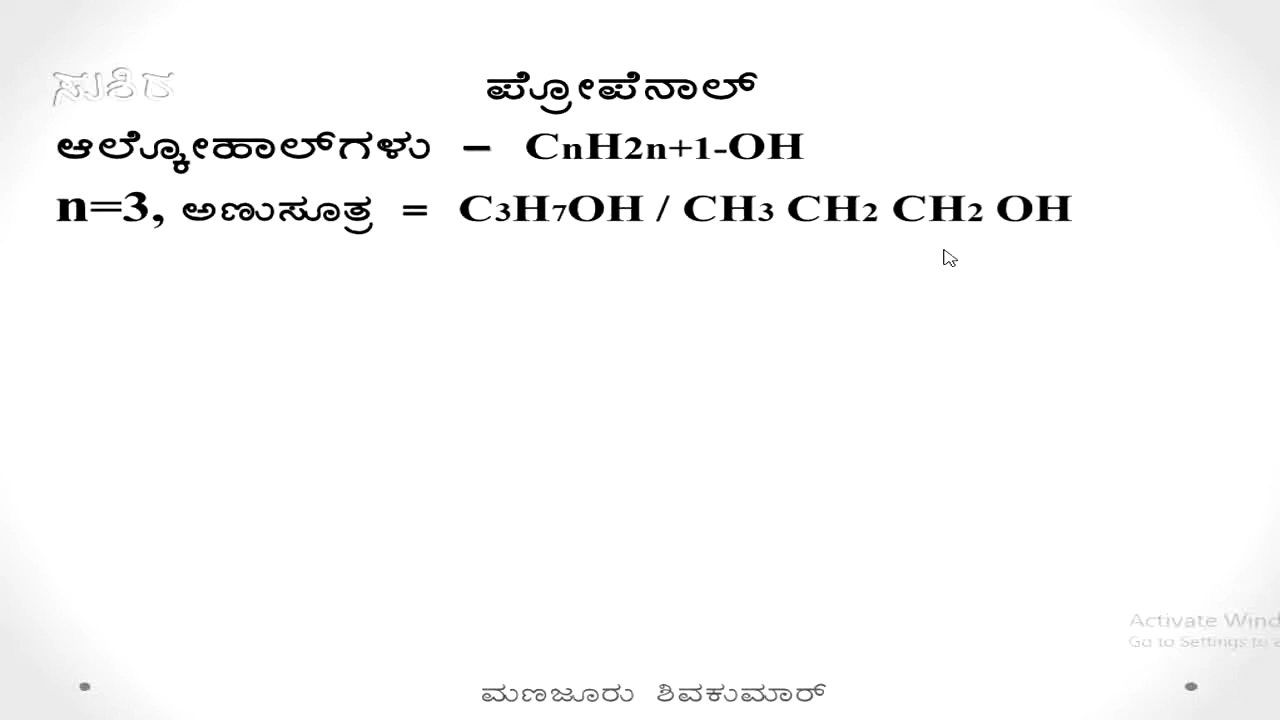 ಸುಶಿರ
ಪ್ರೋಪೆನಾಲ್
ಆಲ್ಕೋಹಾಲ್‌ಗಳು – CnH2n+1-OH
n=3, ಅಣುಸೂತ್ರ = C3H7OH / CH3 CH2 CH2 OH
Activate Wind
Go to Settings to a
ಮಣಜೂರು ಶಿವಕುಮಾರ್